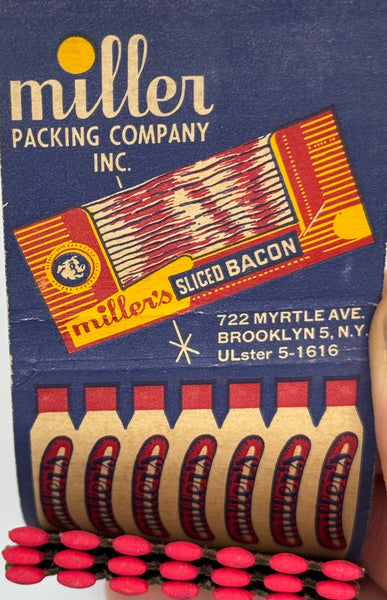 miller
PACKING COMPANY
INC.
miller's SLICED BACON
722 MYRTLE AVE.
BROOKLYN 5, N.Y.
ULster 5-1616